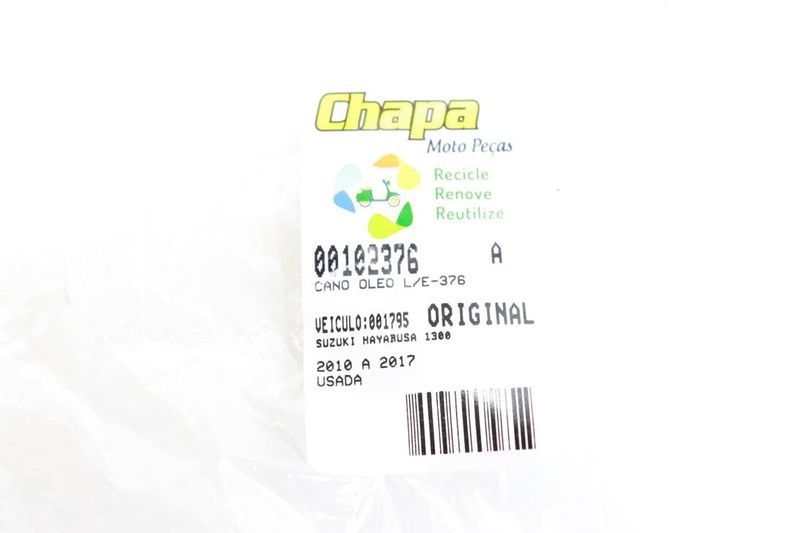 Chapa
Moto Peças
Recicle
Renove
Reutilize
00102376 A
CANO OLEO L/E-376
VEICULO:001795 ORIGINAL
SUZUKI HAYABUSA 1300
2010 A 2017
USADA